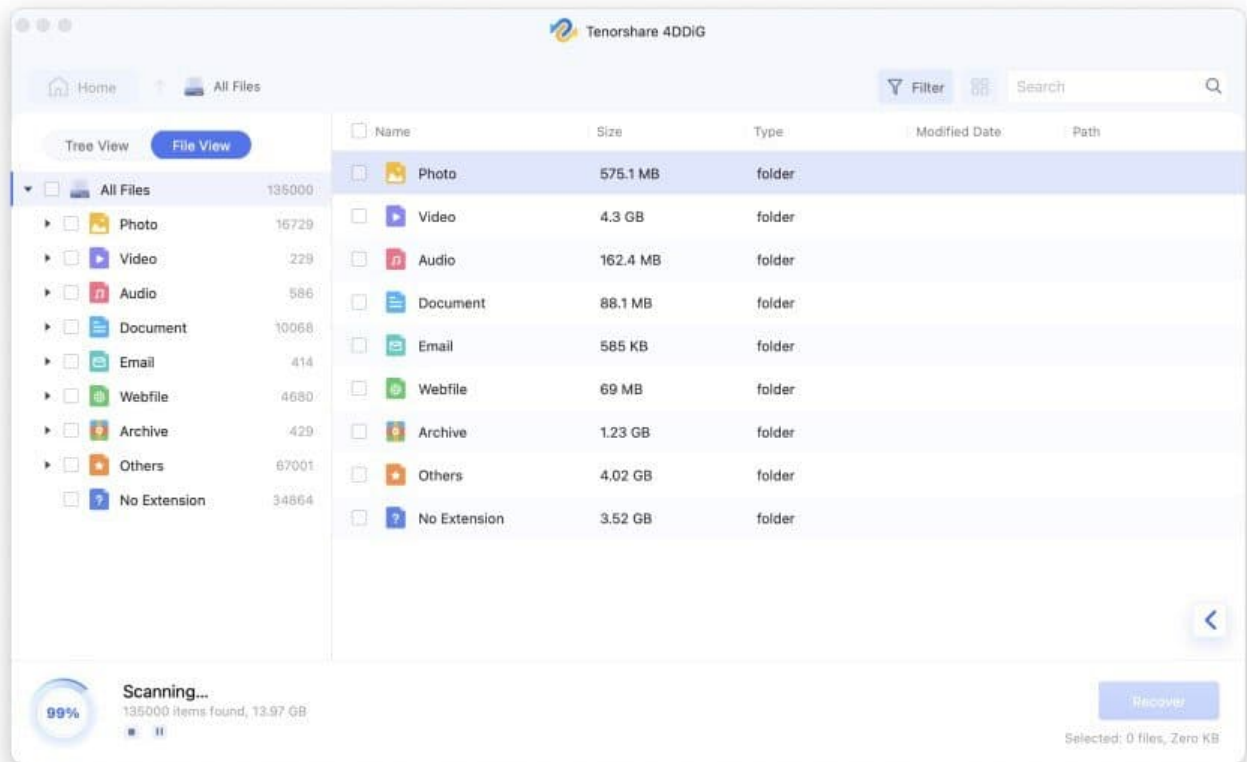 Tenorshare 4DDiG
Home
All Files
Filter
Search
Tree View
File View
All Files 135000
Photo 16729
Video 229
Audio 586
Document 10068
Email 414
Webfile 4680
Archive 429
Others 67001
No Extension 34864
Name Size Type Modified Date Path
Photo 575.1 MB folder
Video 4.3 GB folder
Audio 162.4 MB folder
Document 88.1 MB folder
Email 585 KB folder
Webfile 69 MB folder
Archive 1.23 GB folder
Others 4.02 GB folder
No Extension 3.52 GB folder
99%
Scanning...
135000 items found, 13.97 GB
Recover
Selected: 0 files, Zero KB